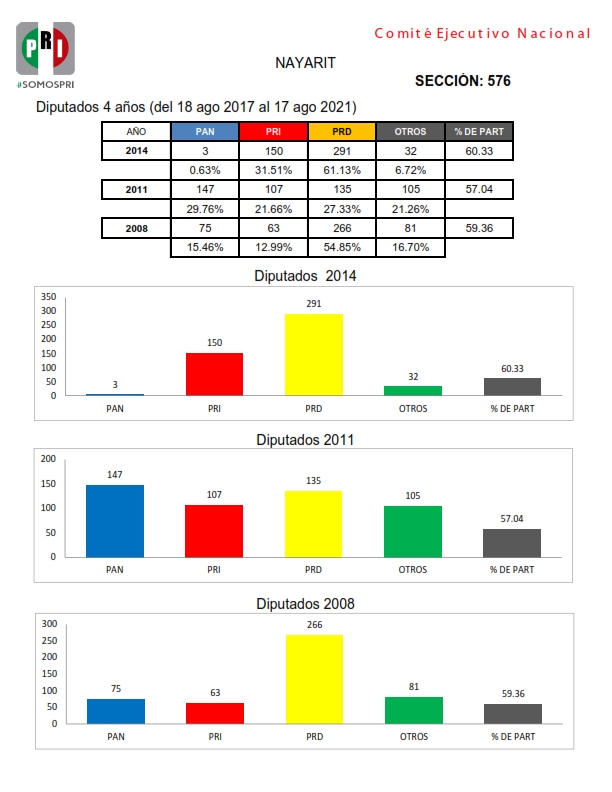 Comité Ejecutivo Nacional
PRI
#SOMOSPRI
NAYARIT
SECCIÓN: 576
Diputados 4 años (del 18 ago 2017 al 17 ago 2021)
AÑO PAN PRI PRD OTROS % DE PART
2014 3 150 291 32 60.33
0.63% 31.51% 61.13% 6.72%
2011 147 107 135 105 57.04
29.76% 21.66% 27.33% 21.26%
2008 75 63 266 81 59.36
15.46% 12.99% 54.85% 16.70%
Diputados 2014
350
300
250
200
150
100
50
0
3 150 291 32 60.33
PAN PRI PRD OTROS % DE PART
Diputados 2011
200
150
100
50
0
147 107 135 105 57.04
PAN PRI PRD OTROS % DE PART
Diputados 2008
300
250
200
150
100
50
0
75 63 266 81 59.36
PAN PRI PRD OTROS % DE PART